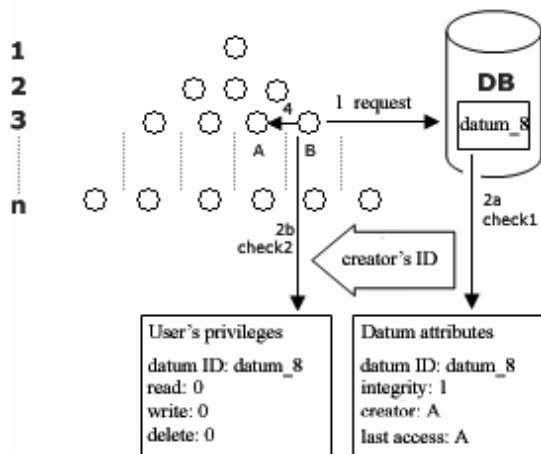 1
2
3
n
4
A
B
1 request
DB
datum_8
2a
check1
2b
check2
creator's ID
User's privileges
datum ID: datum_8
read: 0
write: 0
delete: 0
Datum attributes
datum ID: datum_8
integrity: 1
creator: A
last access: A